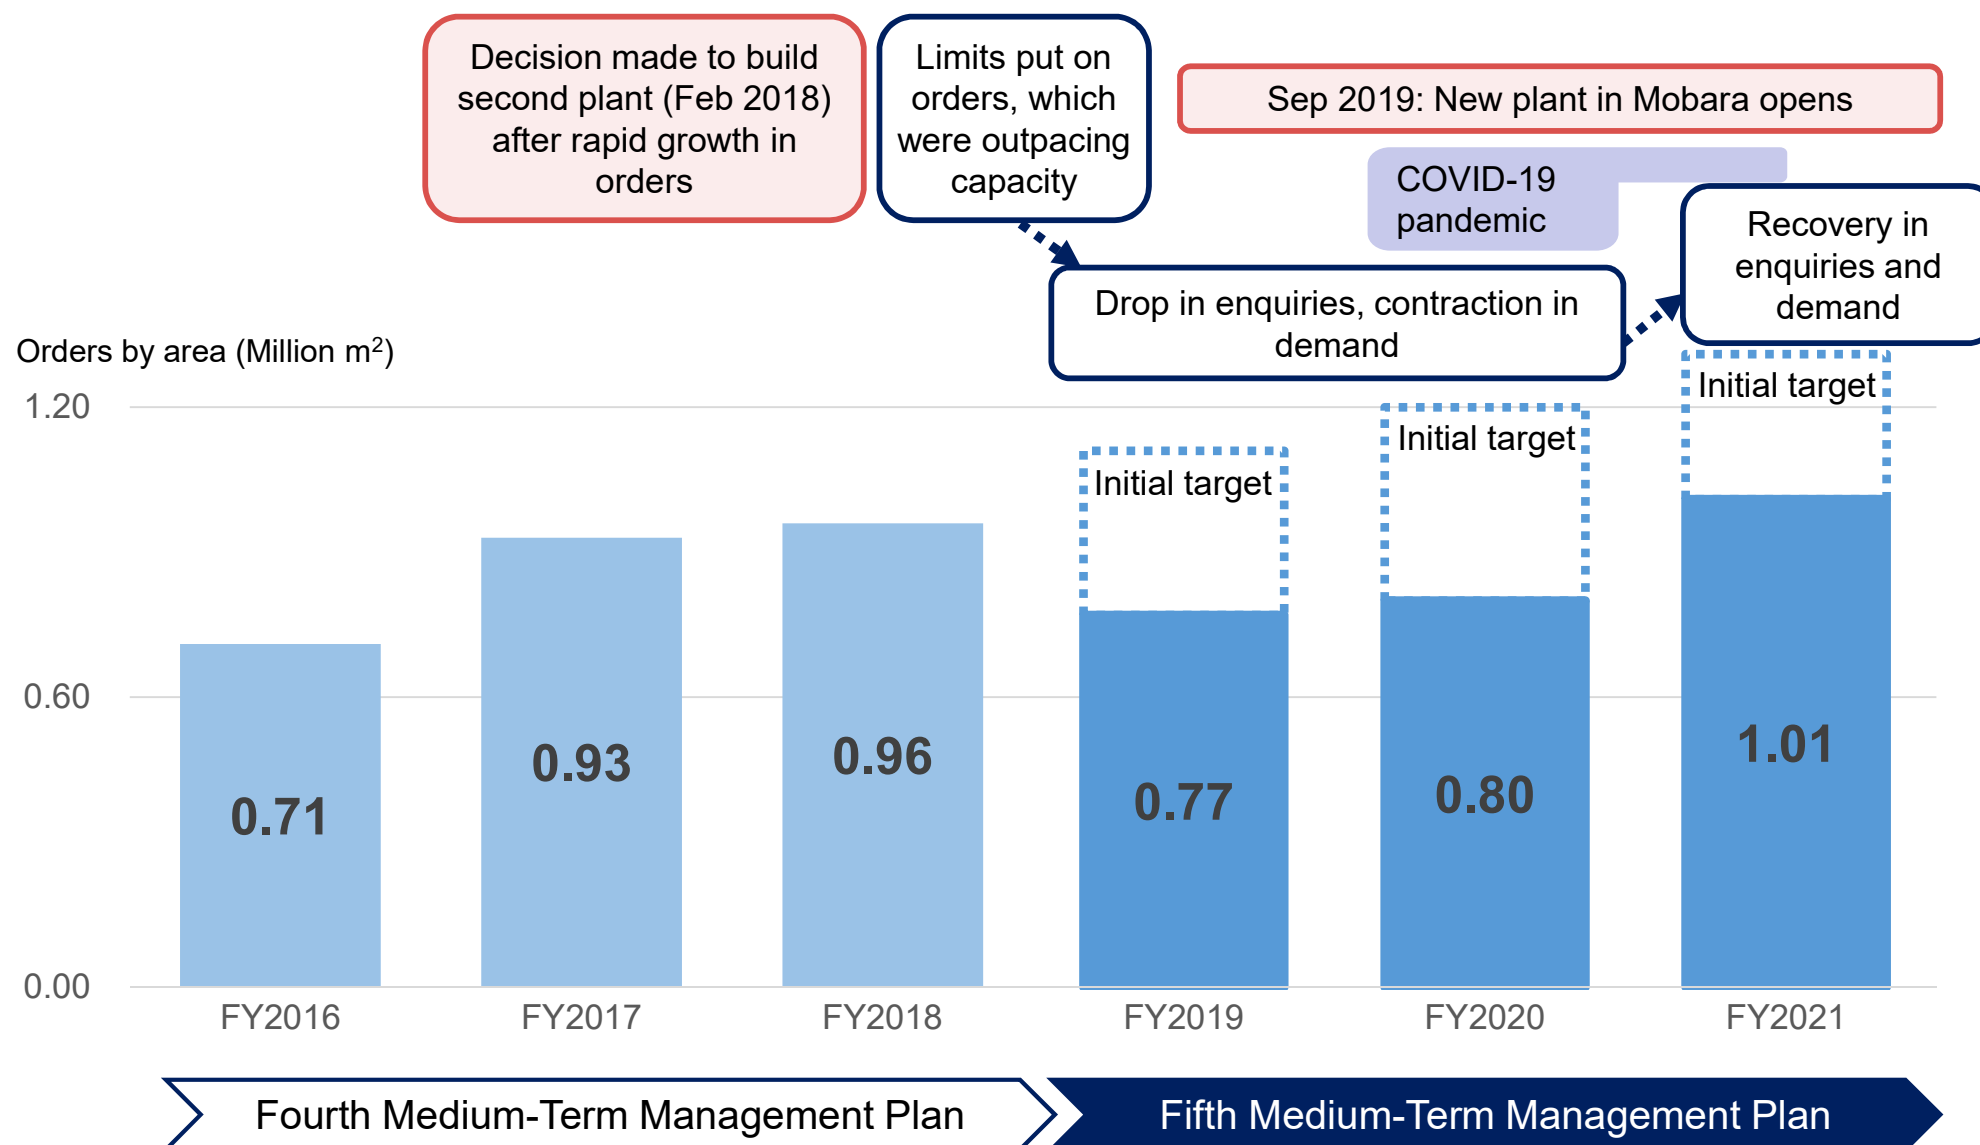 Decision made to build
second plant (Feb 2018)
after rapid growth in
orders
Limits put on
orders, which
were outpacing
capacity
Sep 2019: New plant in Mobara opens
COVID-19
pandemic
Recovery in
enquiries and
demand
Drop in enquiries, contraction in
demand
Orders by area (Million m²)
1.20
0.60
0.00
Initial target
Initial target
Initial target
0.71
0.93
0.96
0.77
0.80
1.01
FY2016
FY2017
FY2018
FY2019
FY2020
FY2021
Fourth Medium-Term Management Plan
Fifth Medium-Term Management Plan